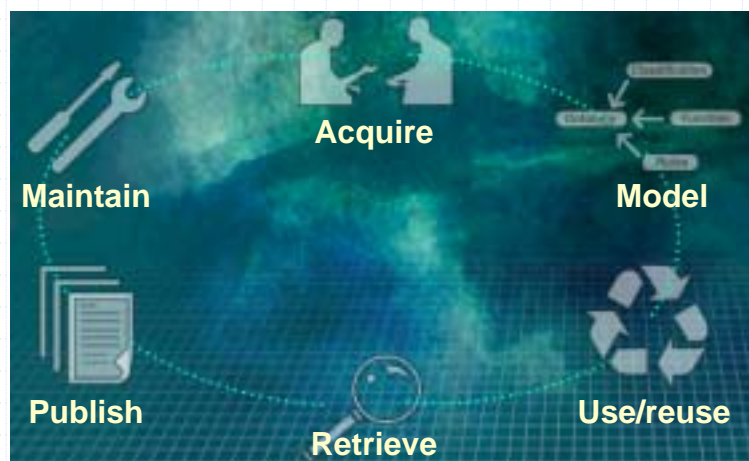 Acquire
Maintain
Model
Publish
Use/reuse
Retrieve